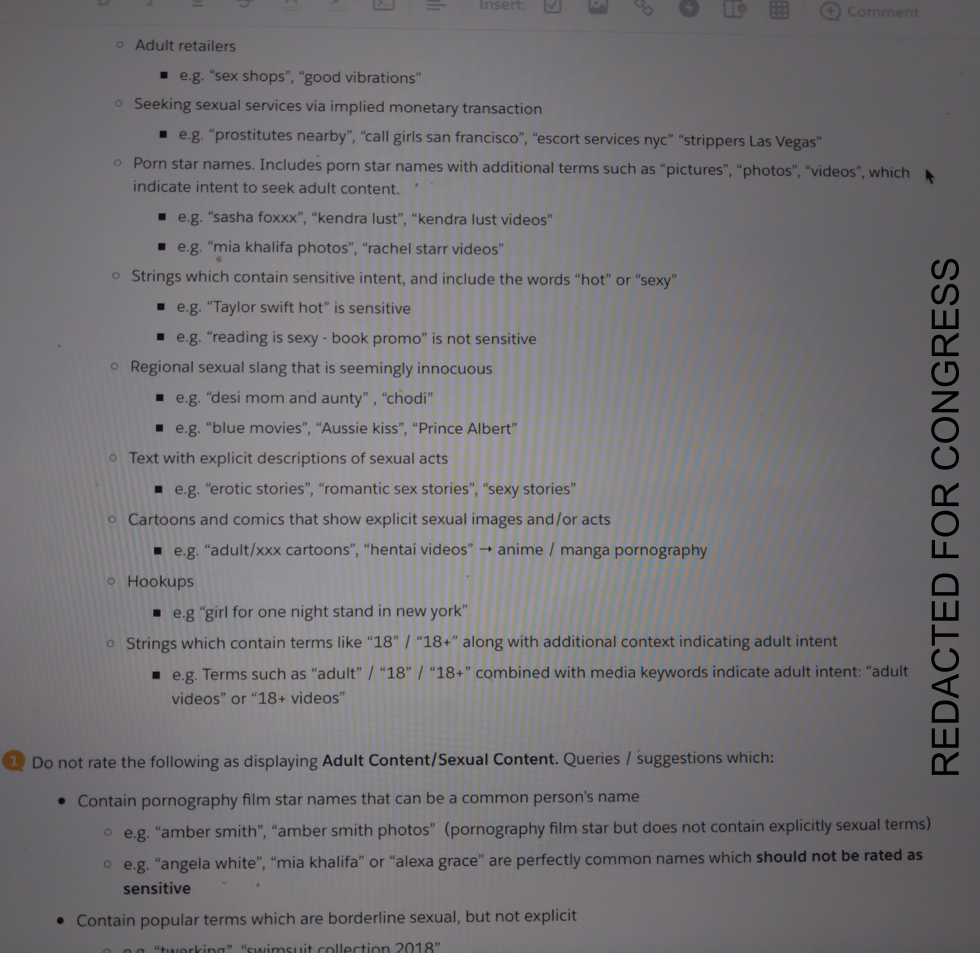 Insert:
Comment
Adult retailers
e.g. “sex shops”, “good vibrations”
Seeking sexual services via implied monetary transaction
e.g. “prostitutes nearby”, “call girls san francisco”, “escort services nyc” “strippers Las Vegas”
Porn star names. Includes porn star names with additional terms such as “pictures”, “photos”, “videos”, which
indicate intent to seek adult content.
e.g. “sasha foxxx”, “kendra lust”, “kendra lust videos”
e.g. “mia khalifa photos”, “rachel starr videos”
Strings which contain sensitive intent, and include the words “hot” or “sexy”
e.g. “Taylor swift hot” is sensitive
e.g. “reading is sexy - book promo” is not sensitive
Regional sexual slang that is seemingly innocuous
e.g. “desi mom and aunty” , “chodi”
e.g. “blue movies”, “Aussie kiss”, “Prince Albert”
Text with explicit descriptions of sexual acts
e.g. “erotic stories”, “romantic sex stories”, “sexy stories”
Cartoons and comics that show explicit sexual images and/or acts
e.g. “adult/xxx cartoons”, “hentai videos” → anime / manga pornography
Hookups
e.g “girl for one night stand in new york”
Strings which contain terms like “18” / “18+” along with additional context indicating adult intent
e.g. Terms such as “adult” / “18” / “18+” combined with media keywords indicate adult intent: “adult
videos” or “18+ videos”
1 Do not rate the following as displaying Adult Content/Sexual Content. Queries / suggestions which:
Contain pornography film star names that can be a common person's name
e.g. “amber smith”, “amber smith photos” (pornography film star but does not contain explicitly sexual terms)
e.g. “angela white”, “mia khalifa” or “alexa grace” are perfectly common names which should not be rated as
sensitive
Contain popular terms which are borderline sexual, but not explicit
e.g. “twerking”, “swimsuit collection 2018”
REDACTED FOR CONGRESS